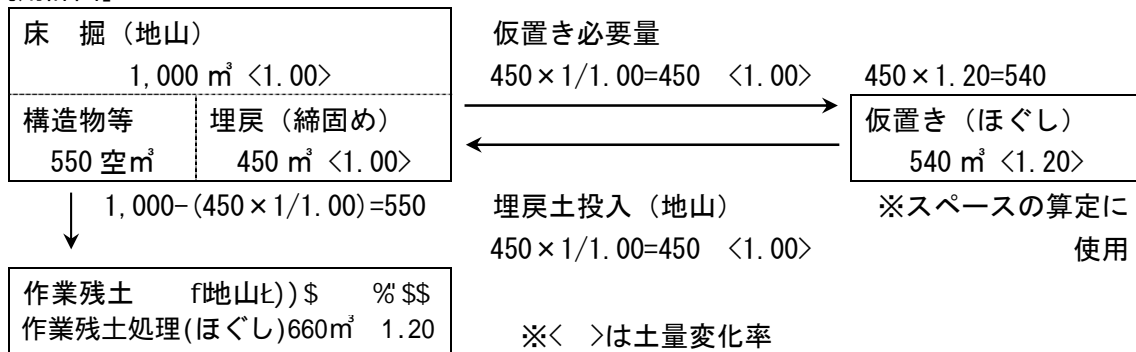 床　掘（地山）
1,000 ㎥ <1.00>
構造物等
550 空㎥
埋戻（締固め）
450 ㎥ <1.00>
仮置き必要量
450×1/1.00=450 <1.00>
450×1.20=540
仮置き（ほぐし）
540 ㎥ <1.20>
※スペースの算定に
使用
1,000-(450×1/1.00)=550
埋戻土投入（地山）
450×1/1.00=450 <1.00>
作業残土 f地山Ł))$ %'$$
作業残土処理(ほぐし)660㎥ 1.20
※< >は土量変化率